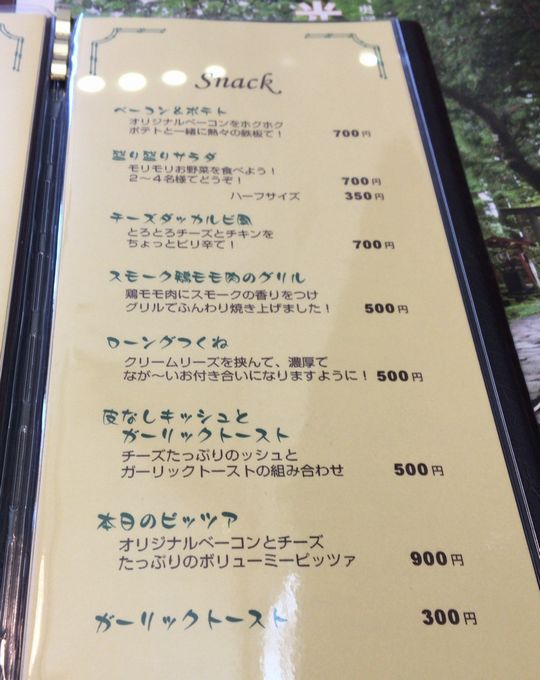 Snack
ベーコン&ポテト
オリジナルベーコンをホクホク
ポテトと一緒に熱々の鉄板で! 700円
盛り盛りサラダ
モリモリお野菜を食べよう!
2~4名様でどうぞ! 700円
ハーフサイズ 350円
チーズダッカルビ風
とろとろチーズとチキンを
ちょっとピリ辛で! 700円
スモーク鶏モモ肉のグリル
鶏モモ肉にスモークの香りをつけ
グリルでふんわり焼き上げました! 500円
ローングつくね
クリームリーズを挟んで、濃厚で
なが~いお付き合いになりますように! 500円
皮なしキッシュと
ガーリックトースト
チーズたっぷりのッシュと
ガーリックトーストの組み合わせ 500円
本日のピッツア
オリジナルベーコンとチーズ
たっぷりのボリューミーピッツァ 900円
ガーリックトースト 300円